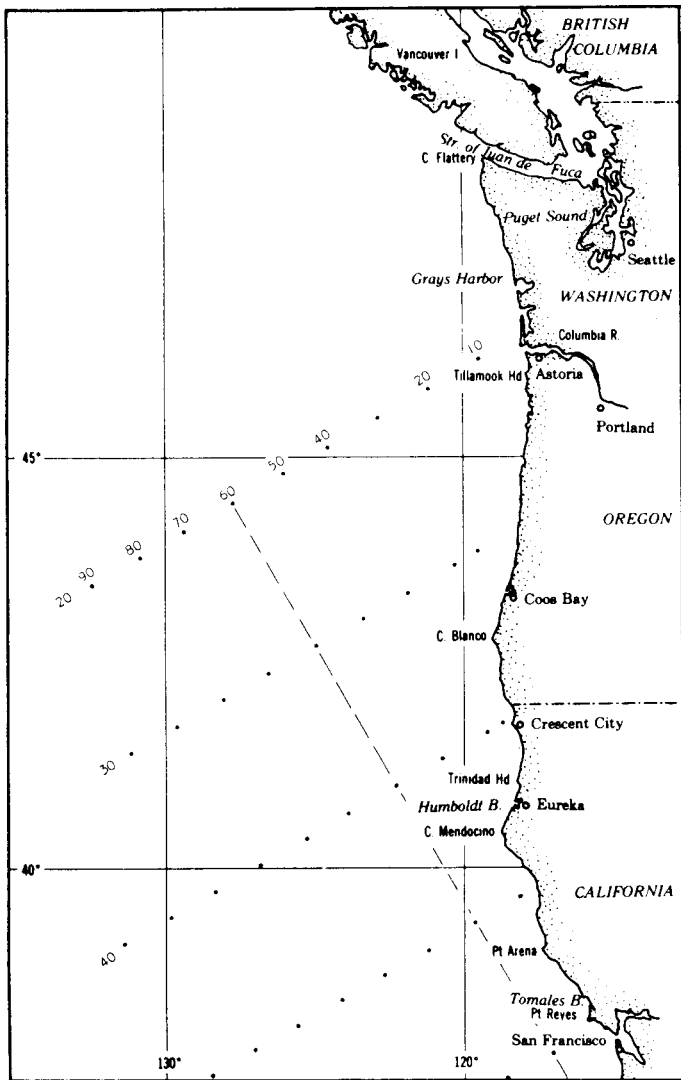 BRITISH
COLUMBIA
Vancouver I
Str. of Juan de Fuca
C. Flattery
Puget Sound
Seattle
Grays Harbor
WASHINGTON
Columbia R.
10
Tillamook Hd
Astoria
20
Portland
40
45°
50
60
OREGON
70
80
90
20
Coos Bay
C. Blanco
Crescent City
30
Trinidad Hd
Humboldt B.
Eureka
C. Mendocino
40°
CALIFORNIA
Pt Arena
40
Tomales B.
Pt Reyes
San Francisco
130°
120°